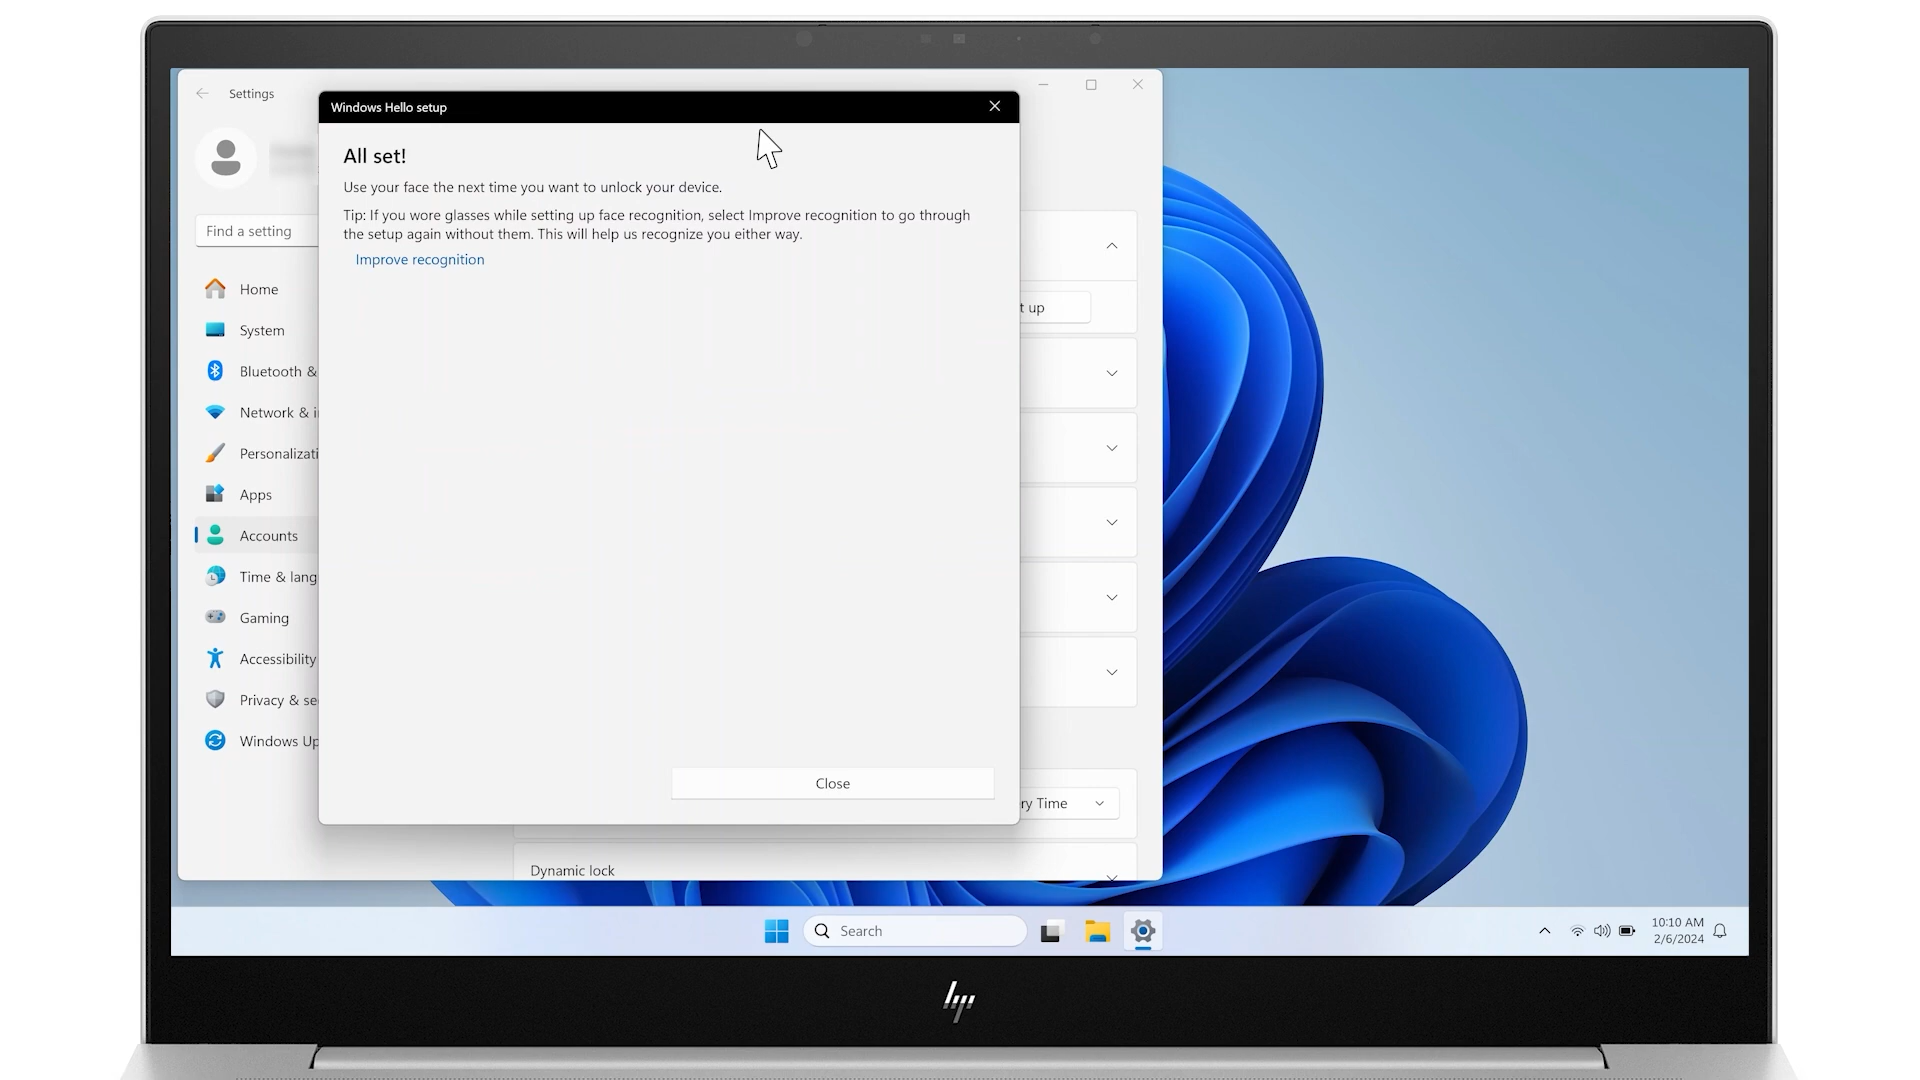 Settings
Windows Hello setup
All set!
Use your face the next time you want to unlock your device.
Tip: If you wore glasses while setting up face recognition, select Improve recognition to go through
the setup again without them. This will help us recognize you either way.
Improve recognition
Find a setting
Home
t up
System
Bluetooth &
Network & i
Personalizati
Apps
Accounts
Time & lang
Gaming
Accessibility
Privacy & se
Windows Up
Close
ry Time
Dynamic lock
Search
10:10 AM
2/6/2024
hp